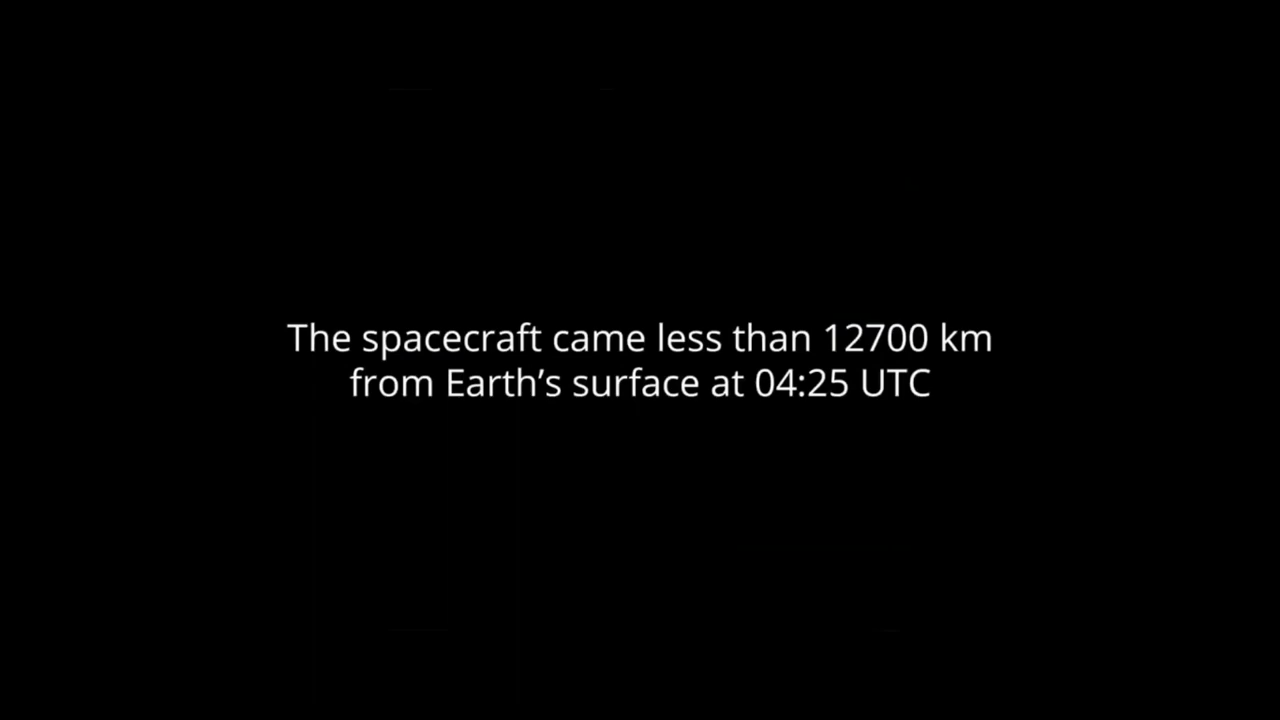 The spacecraft came less than 12700 km
from Earth’s surface at 04:25 UTC